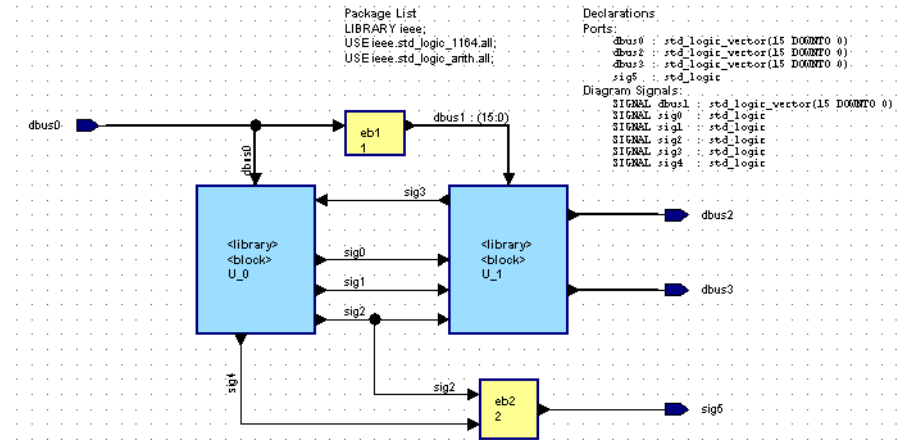 Package List
LIBRARY ieee;
USE ieee.std_logic_1164.all;
USE ieee.std_logic_arith.all;
Declarations
Ports:
dbus0 : std_logic_vector(15 DOWNTO 0)
dbus2 : std_logic_vector(15 DOWNTO 0)
dbus3 : std_logic_vector(15 DOWNTO 0)
sig5 : std_logic
Diagram Signals:
SIGNAL dbus1 : std_logic_vector(15 DOWNTO 0)
SIGNAL sig0 : std_logic
SIGNAL sig1 : std_logic
SIGNAL sig2 : std_logic
SIGNAL sig3 : std_logic
SIGNAL sig4 : std_logic
dbus0
eb1
1
dbus1 : (15:0)
dbus0
sig3
<library>
<block>
U_0
sig0
sig1
sig2
<library>
<block>
U_1
dbus2
dbus3
sig4
sig2
eb2
2
sig5